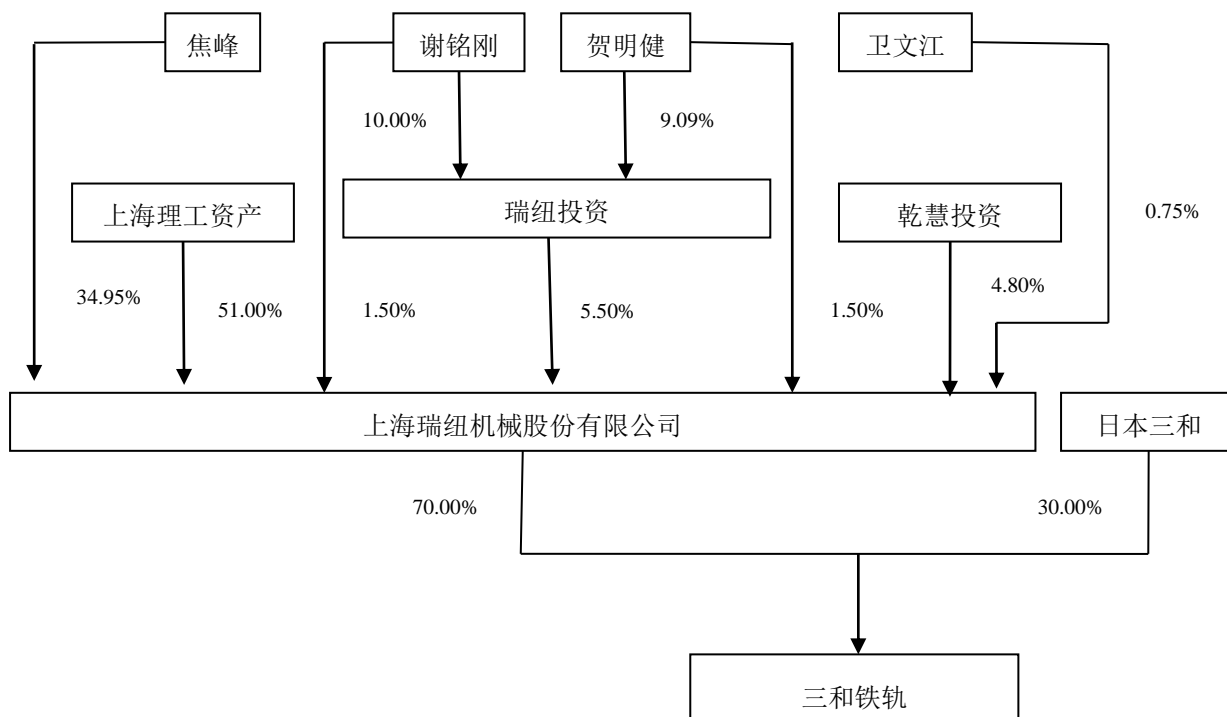 焦峰
谢铭刚
贺明健
卫文江
10.00%
9.09%
上海理工资产
瑞纽投资
乾慧投资
0.75%
34.95%
51.00%
1.50%
5.50%
1.50%
4.80%
上海瑞纽机械股份有限公司
日本三和
70.00%
30.00%
三和铁轨